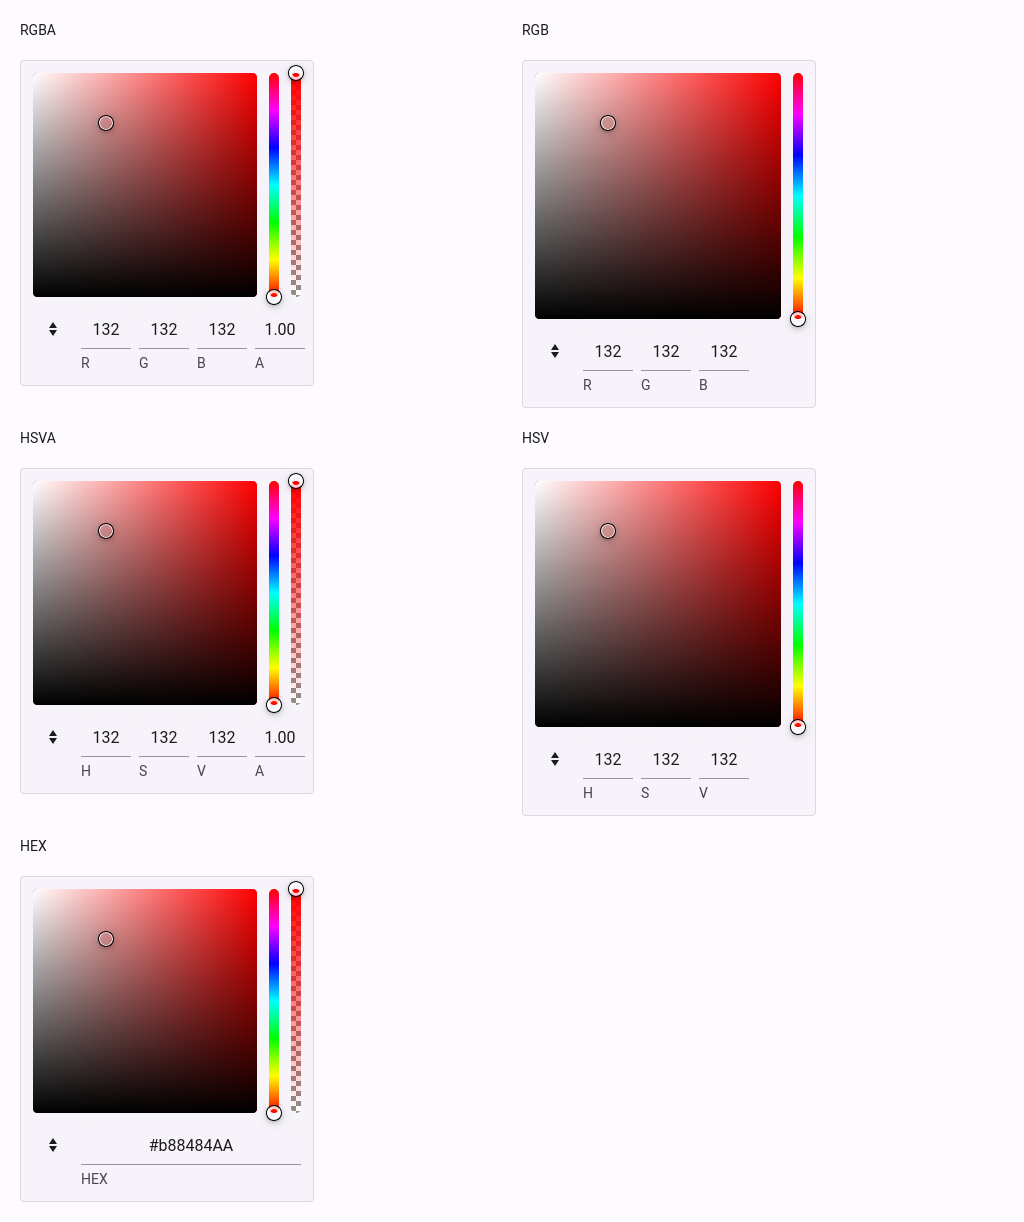 RGBA
132 132 132 1.00
R G B A
RGB
132 132 132
R G B
HSVA
132 132 132 1.00
H S V A
HSV
132 132 132
H S V
HEX
#b88484AA
HEX